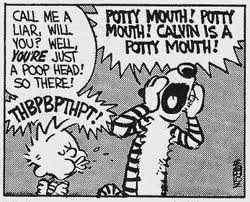 CALL ME A
LIAR, WILL
YOU? WELL,
YOU'RE JUST
A POOP HEAD!
SO THERE!
THBPBPTHPT!
POTTY MOUTH! POTTY
MOUTH! CALVIN IS A
POTTY MOUTH!